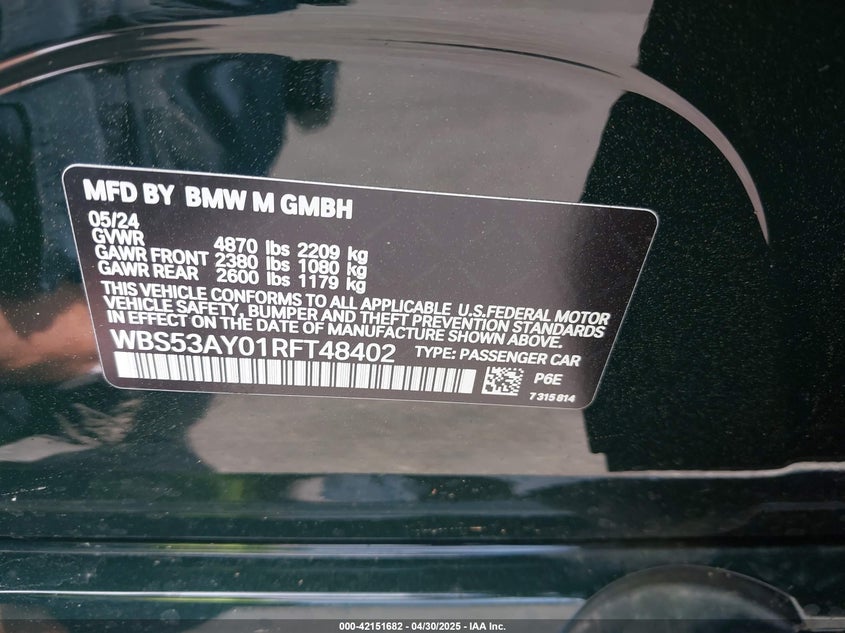 MFD BY BMW M GMBH
05/24
GVWR 4870 lbs 2209 kg
GAWR FRONT 2380 lbs 1080 kg
GAWR REAR 2600 lbs 1179 kg
THIS VEHICLE CONFORMS TO ALL APPLICABLE U.S.FEDERAL MOTOR
VEHICLE SAFETY, BUMPER AND THEFT PREVENTION STANDARDS
IN EFFECT ON THE DATE OF MANUFACTURE SHOWN ABOVE.
WBS53AY01RFT48402 TYPE: PASSENGER CAR
P6E
7 315 814
000-42151682 - 04/30/2025 - IAA Inc.